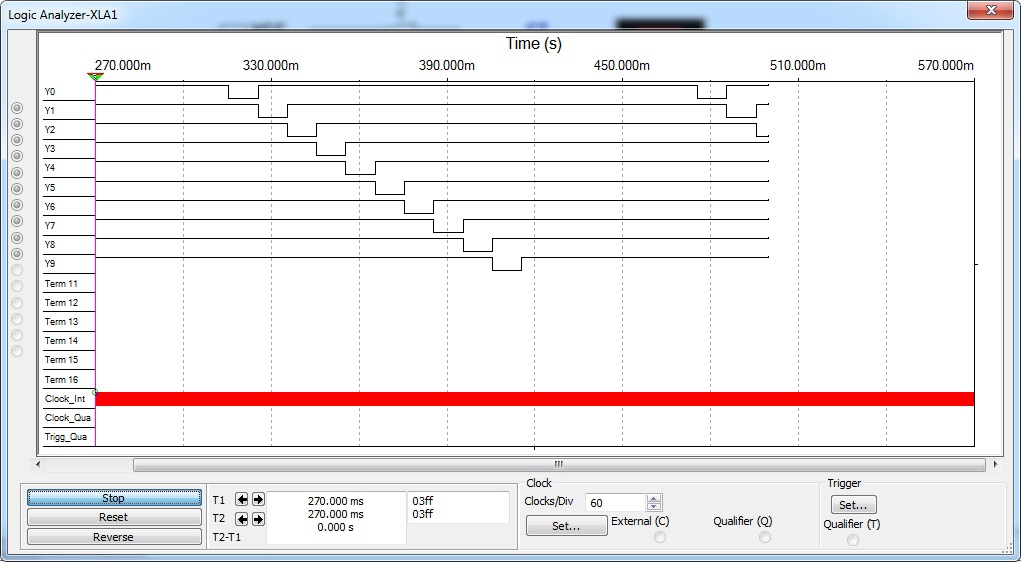 Logic Analyzer-XLA1
Time (s)
270.000m 330.000m 390.000m 450.000m 510.000m 570.000m
Y0
Y1
Y2
Y3
Y4
Y5
Y6
Y7
Y8
Y9
Term 11
Term 12
Term 13
Term 14
Term 15
Term 16
Clock_Int
Clock_Qua
Trigg_Qua
Stop
Reset
Reverse
T1 270.000 ms 03ff
T2 270.000 ms 03ff
T2-T1 0.000 s
Clock
Clocks/Div 60
Set... External (C) Qualifier (Q)
Trigger
Set...
Qualifier (T)